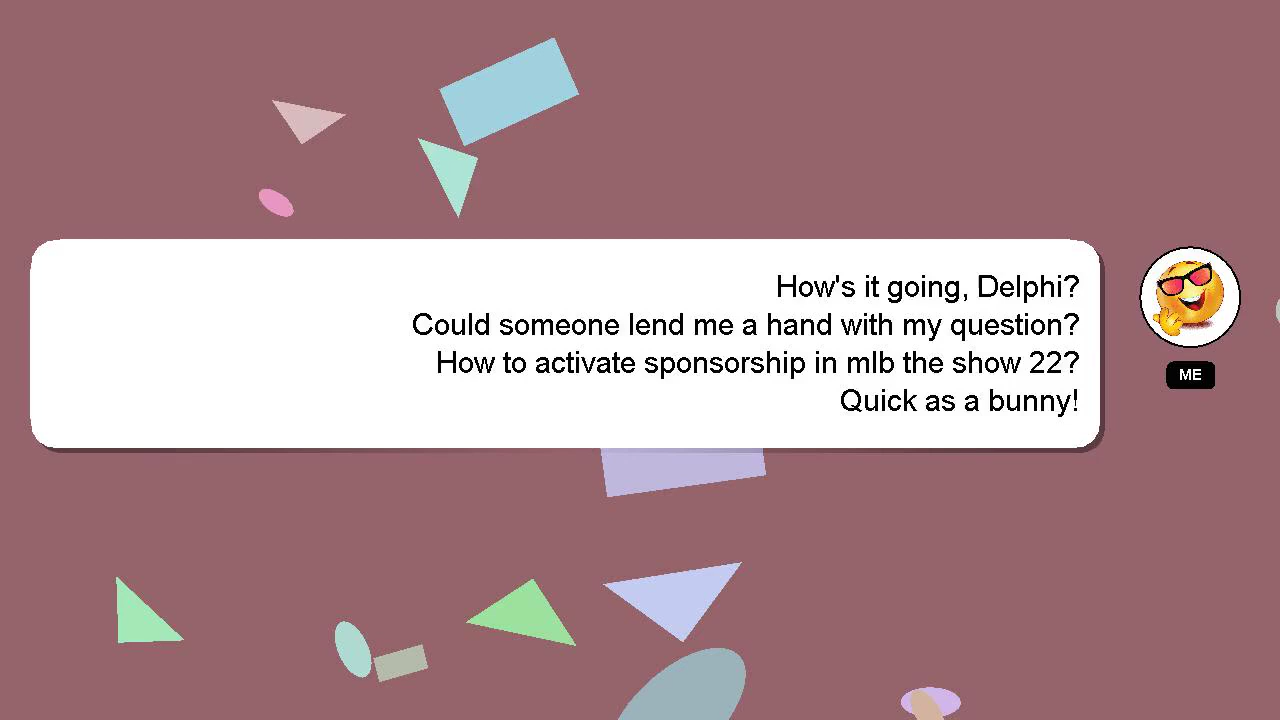 How's it going, Delphi?
Could someone lend me a hand with my question?
How to activate sponsorship in mlb the show 22?
Quick as a bunny!
ME